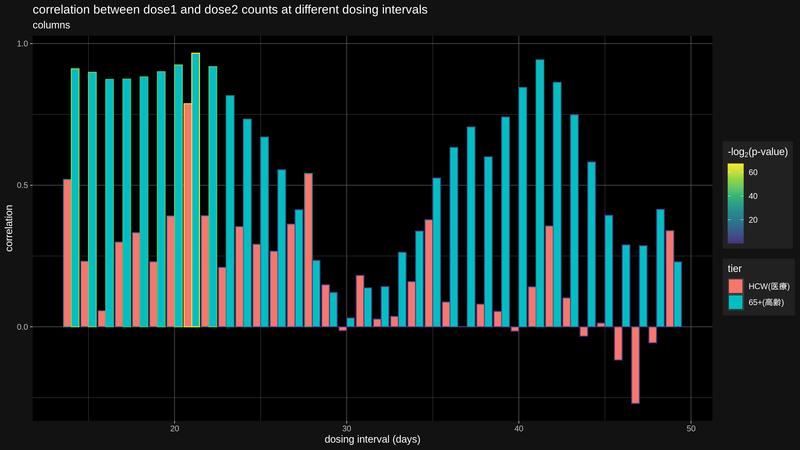 correlation between dose1 and dose2 counts at different dosing intervals
columns
1.0
0.5
0.0
correlation
20
30
40
50
dosing interval (days)
-log2(p-value)
60
40
20
tier
HCW(医療)
65+(高齢)